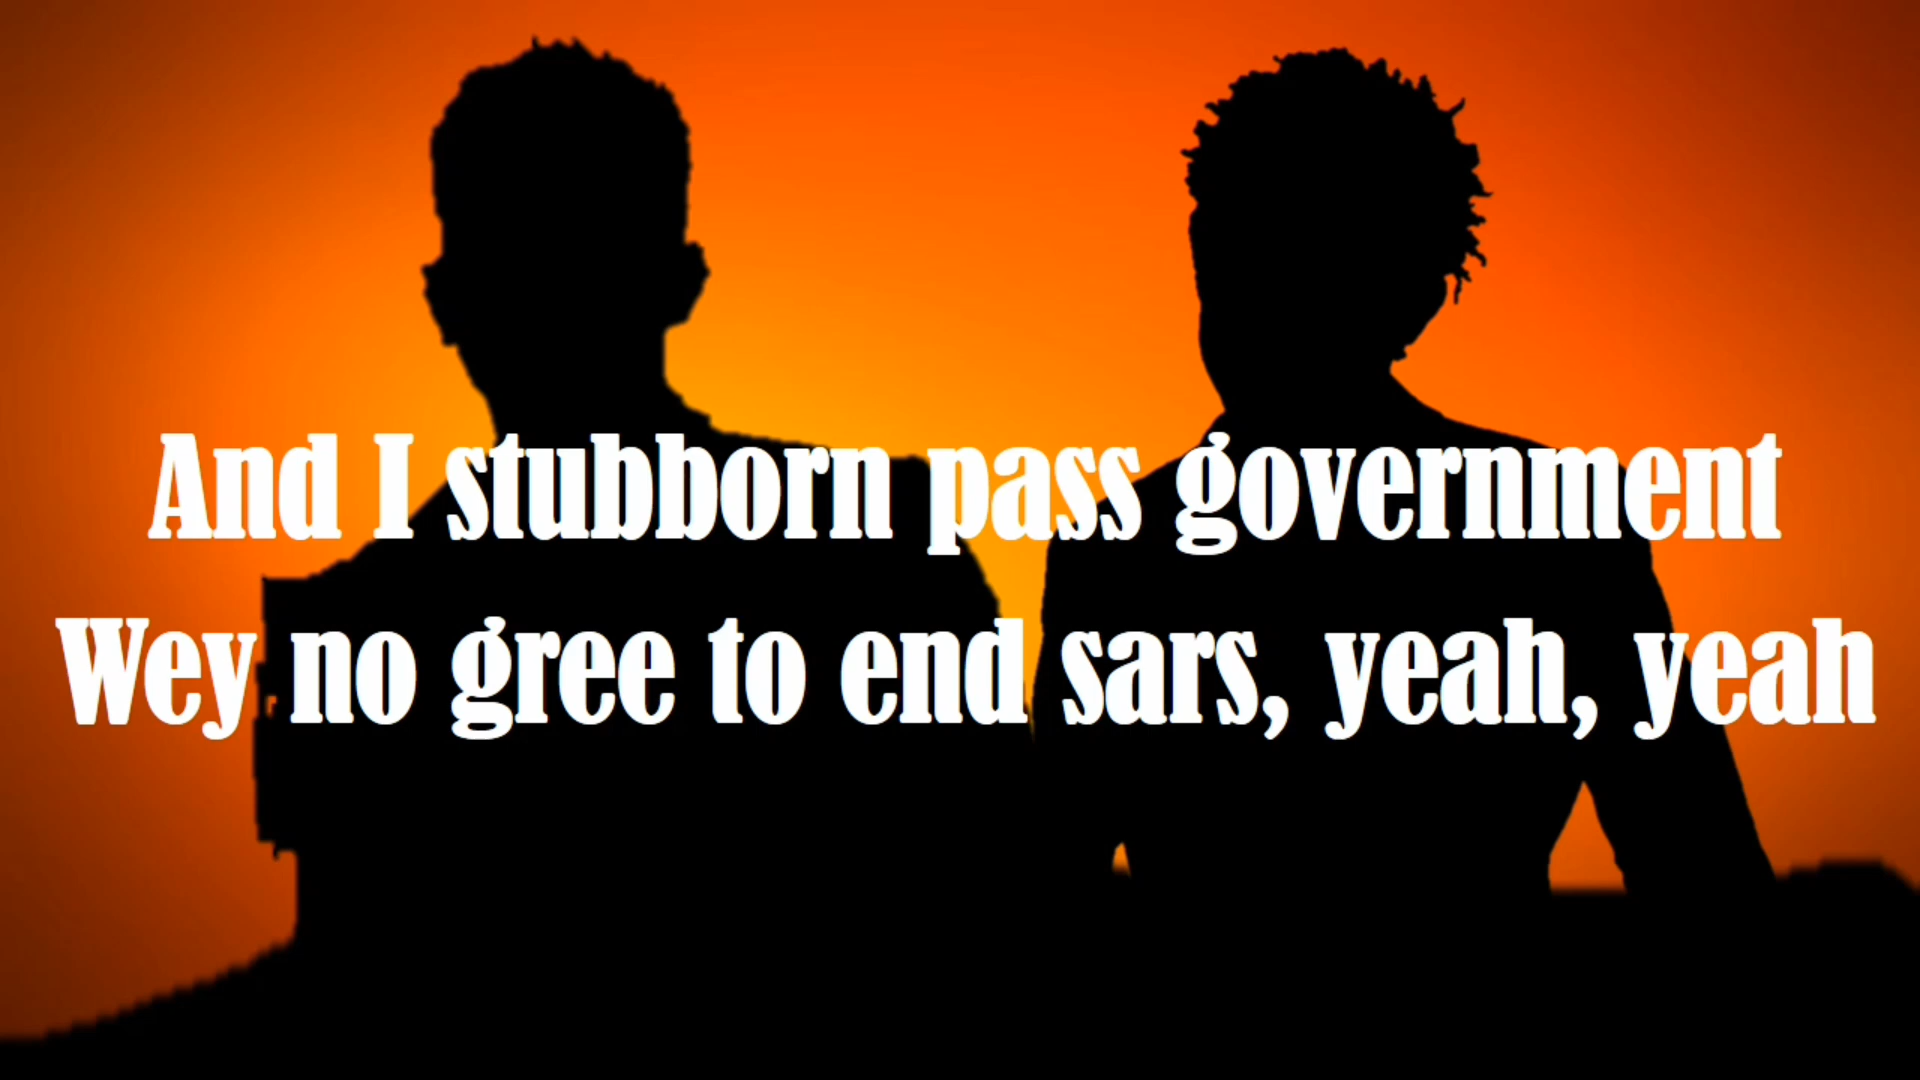 And I stubborn pass government
Wey no gree to end sars, yeah, yeah